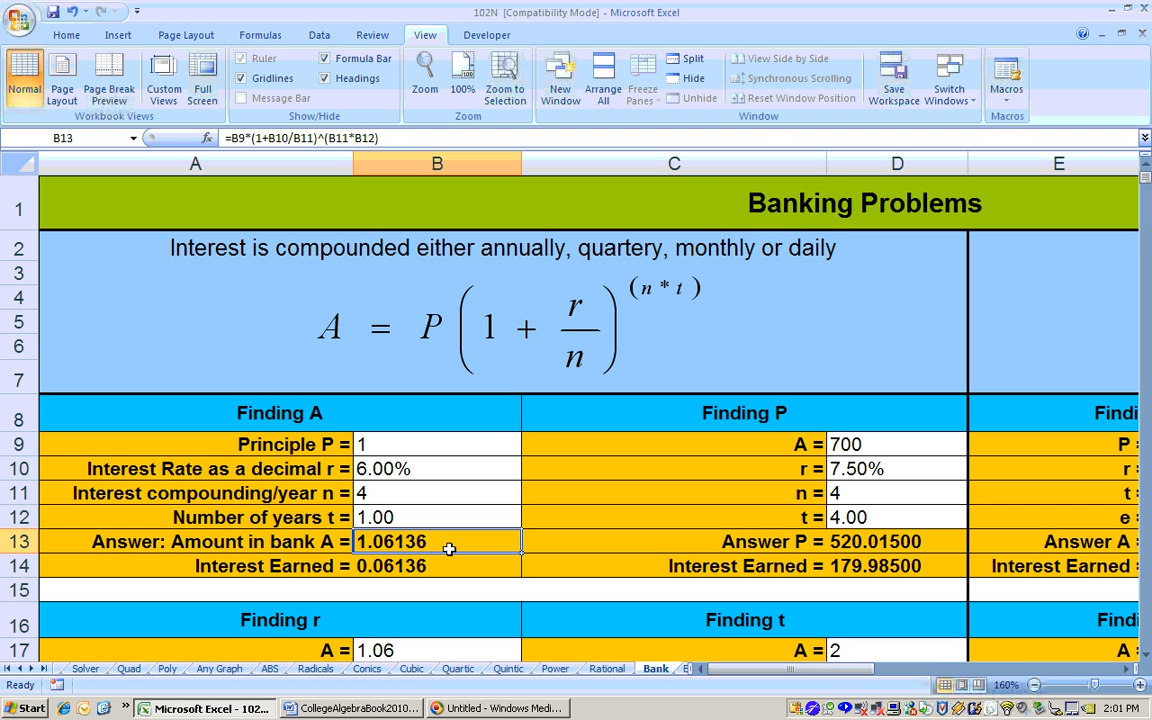 102N [Compatibility Mode] - Microsoft Excel
Home Insert Page Layout Formulas Data Review View Developer
Normal Page Layout Page Break Preview Custom Views Full Screen
Workbook Views
Ruler Formula Bar
Gridlines Headings
Message Bar
Show/Hide
Zoom 100% Zoom to Selection
Zoom
New Window Arrange All Freeze Panes
Split
Hide
Unhide
View Side by Side
Synchronous Scrolling
Reset Window Position
Save Workspace Switch Windows
Window
Macros
Macros
B13 fx =B9*(1+B10/B11)^(B11*B12)
A B C D E
1 Banking Problems
2 Interest is compounded either annually, quartery, monthly or daily
3
4
5
6
7
A = P ( 1 + r / n ) ( n * t )
8 Finding A Finding P Findi
9 Principle P = 1 A = 700 P =
10 Interest Rate as a decimal r = 6.00% r = 7.50% r =
11 Interest compounding/year n = 4 n = 4 t =
12 Number of years t = 1.00 t = 4.00 e =
13 Answer: Amount in bank A = 1.06136 Answer P = 520.01500 Answer A =
14 Interest Earned = 0.06136 Interest Earned = 179.98500 Interest Earned =
15
16 Finding r Finding t Findi
17 A = 1.06 A = 2 A =
Solver Quad Poly Any Graph ABS Radicals Conics Cubic Quartic Quintic Power Rational Bank
Ready 160%
Start Microsoft Excel - 102... CollegeAlgebraBook2010... Untitled - Windows Medi... 2:01 PM